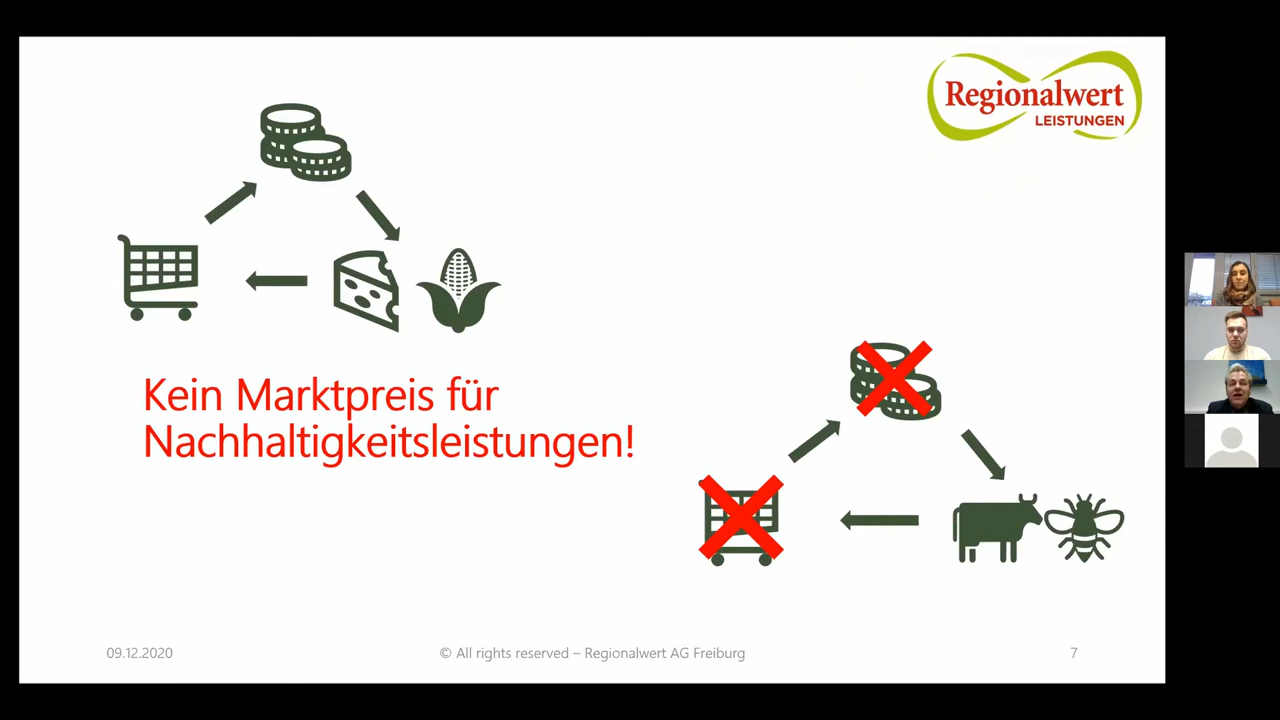 Regionalwert
LEISTUNGEN
Kein Marktpreis für
Nachhaltigkeitsleistungen!
09.12.2020
© All rights reserved – Regionalwert AG Freiburg
7